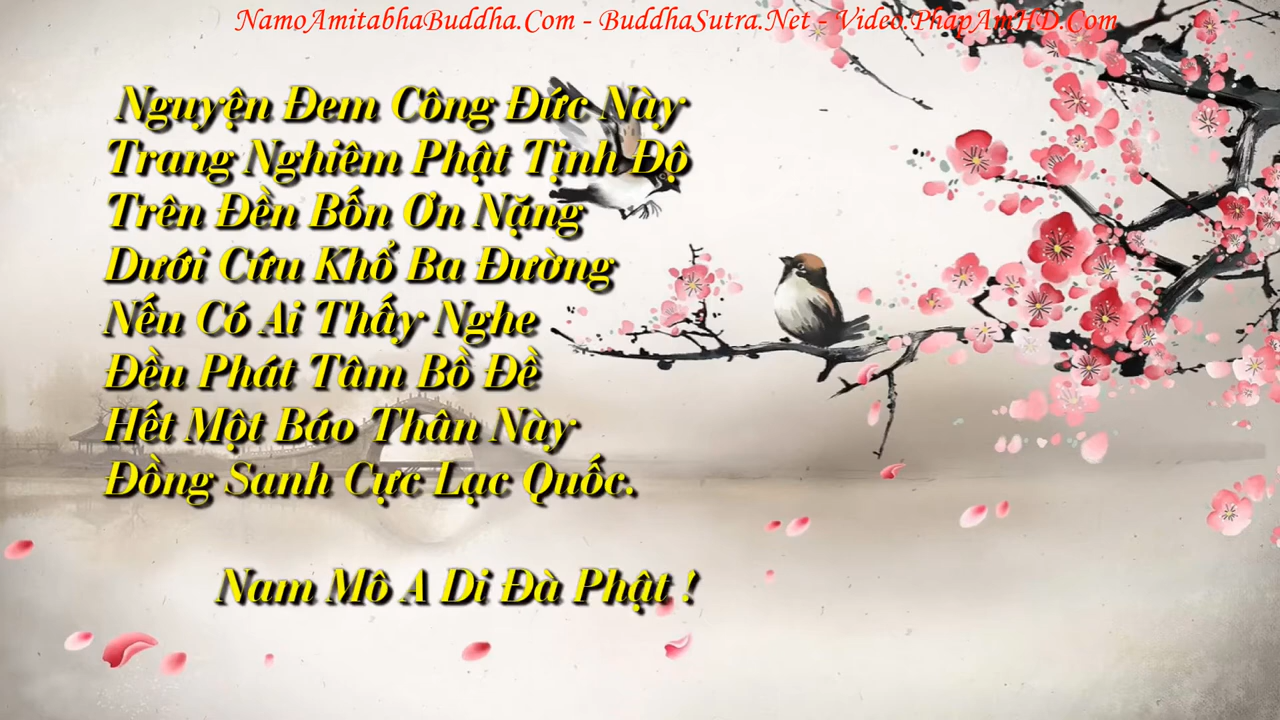 NamoAmitabhaBuddha.Com - BuddhaSutra.Net - Video.PhapAmHD.Com
Nguyện Đem Công Đức Này
Trang Nghiêm Phật Tịnh Độ
Trên Đền Bốn Ơn Nặng
Dưới Cứu Khổ Ba Đường
Nếu Có Ai Thấy Nghe
Đều Phát Tâm Bồ Đề
Hết Một Báo Thân Này
Đồng Sanh Cực Lạc Quốc.
Nam Mô A Di Đà Phật !